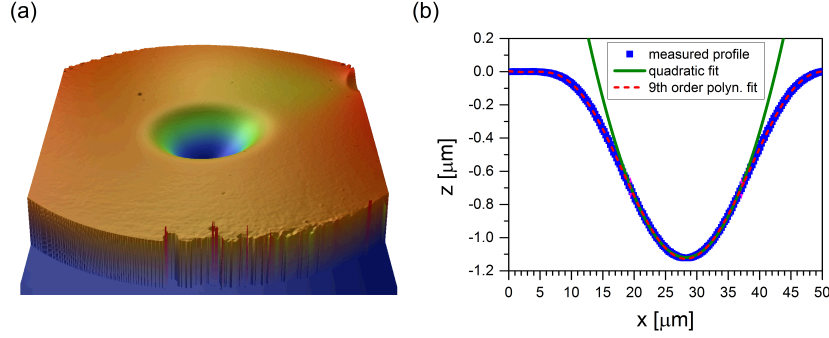 (a)
(b)
0.2
0.0
-0.2
-0.4
-0.6
-0.8
-1.0
-1.2
z [μm]
measured profile
quadratic fit
9th order polyn. fit
0 5 10 15 20 25 30 35 40 45 50
x [μm]